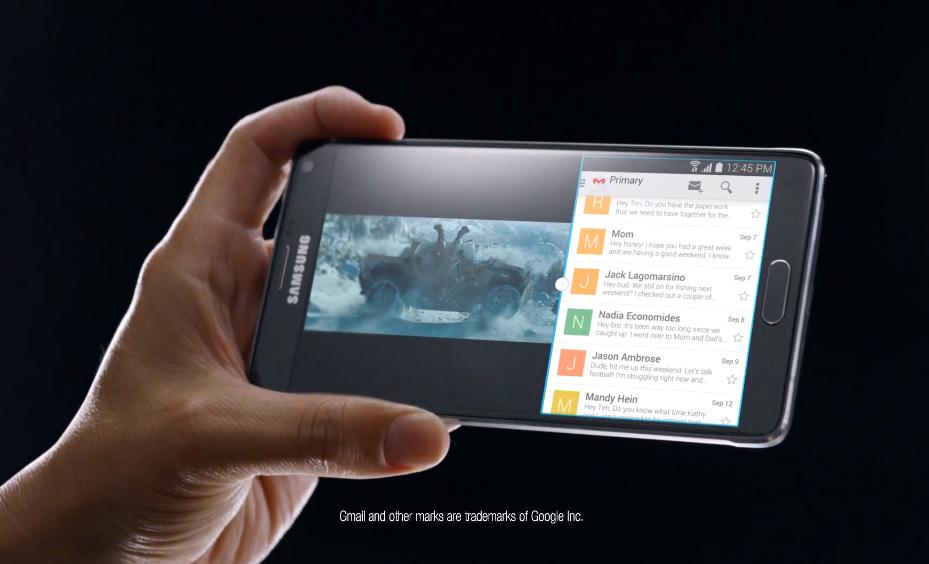 SAMSUNG
12:45 PM
Primary
R
Hey Tim. Do you have the paperwork
that we need to have together for the...
M
Mom
Sep 7
Hey honey! I hope you had a great week
and are having a good weekend. I know..
J
Jack Lagomarsino
Sep 7
Hey bud. We still on for fishing next
weekend? I checked out a couple of...
N
Nadia Economides
Sep 8
Hey bro. It's been way too long since we
caught up. I went over to Mom and Dad's...
J
Jason Ambrose
Sep 9
Dude, hit me up this weekend. Let's talk
football! I'm struggling right now and...
M
Mandy Hein
Sep 12
Hey Tim. Do you know what time Kathy
Gmail and other marks are trademarks of Google Inc.